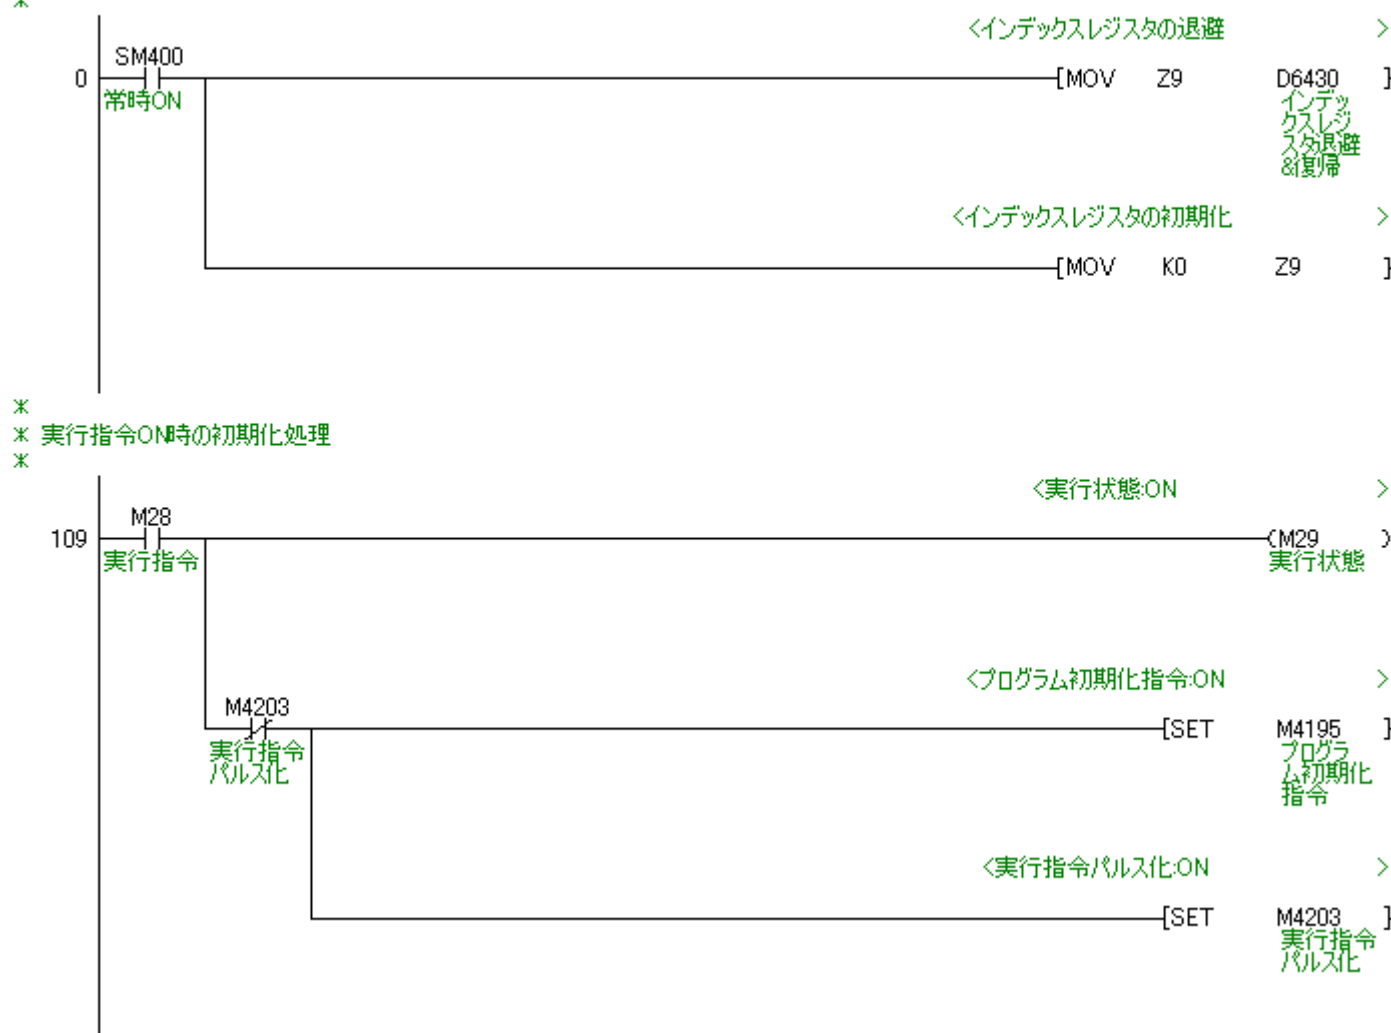 *
<インデックスレジスタの退避 >
SM400
0
[MOV Z9 D6430 ]
常時ON
インデッ
クスレジ
スタ退避
&復帰
<インデックスレジスタの初期化 >
[MOV K0 Z9 ]
*
* 実行指令ON時の初期化処理
*
<実行状態:ON >
M28
109
(M29 )
実行指令
実行状態
<プログラム初期化指令:ON >
M4203
[SET M4195 ]
実行指令
パルス化
プログラ
ム初期化
指令
<実行指令パルス化:ON >
[SET M4203 ]
実行指令
パルス化